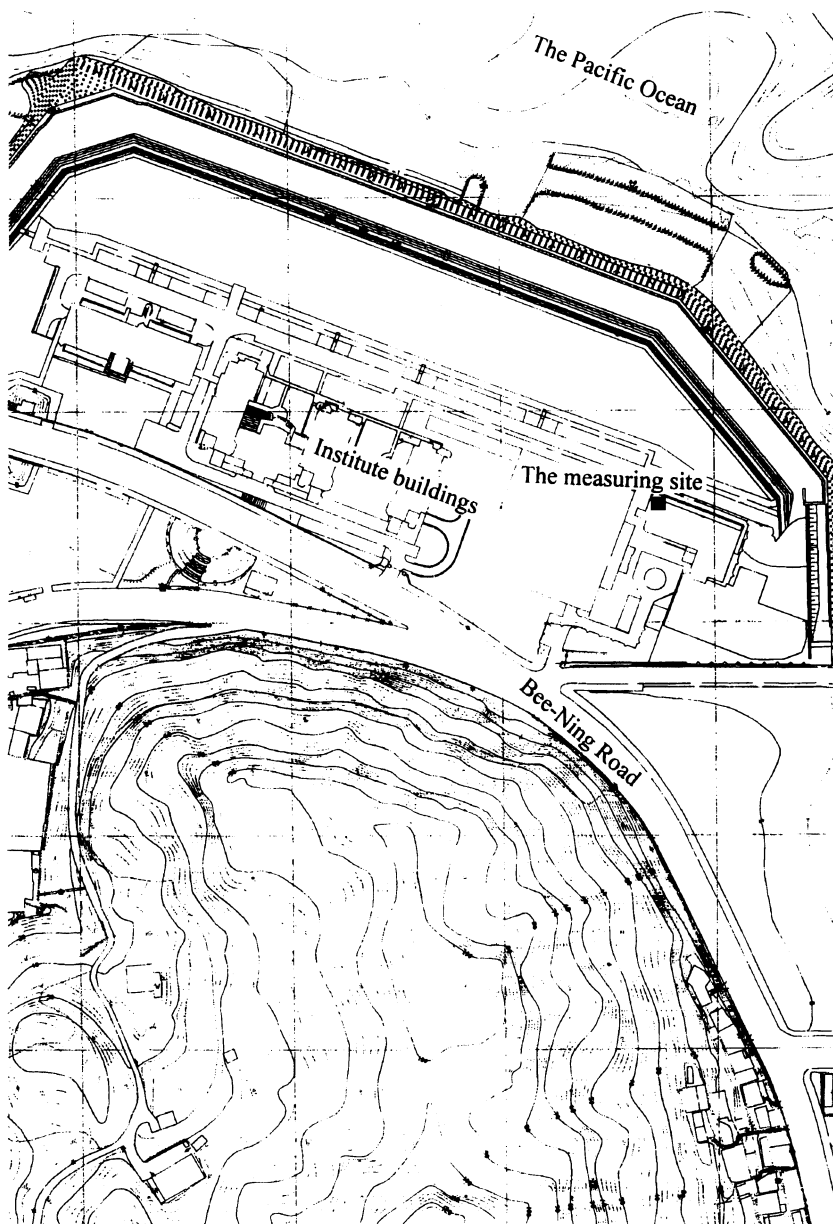 The Pacific Ocean
Institute buildings
The measuring site
Bee-Ning Road